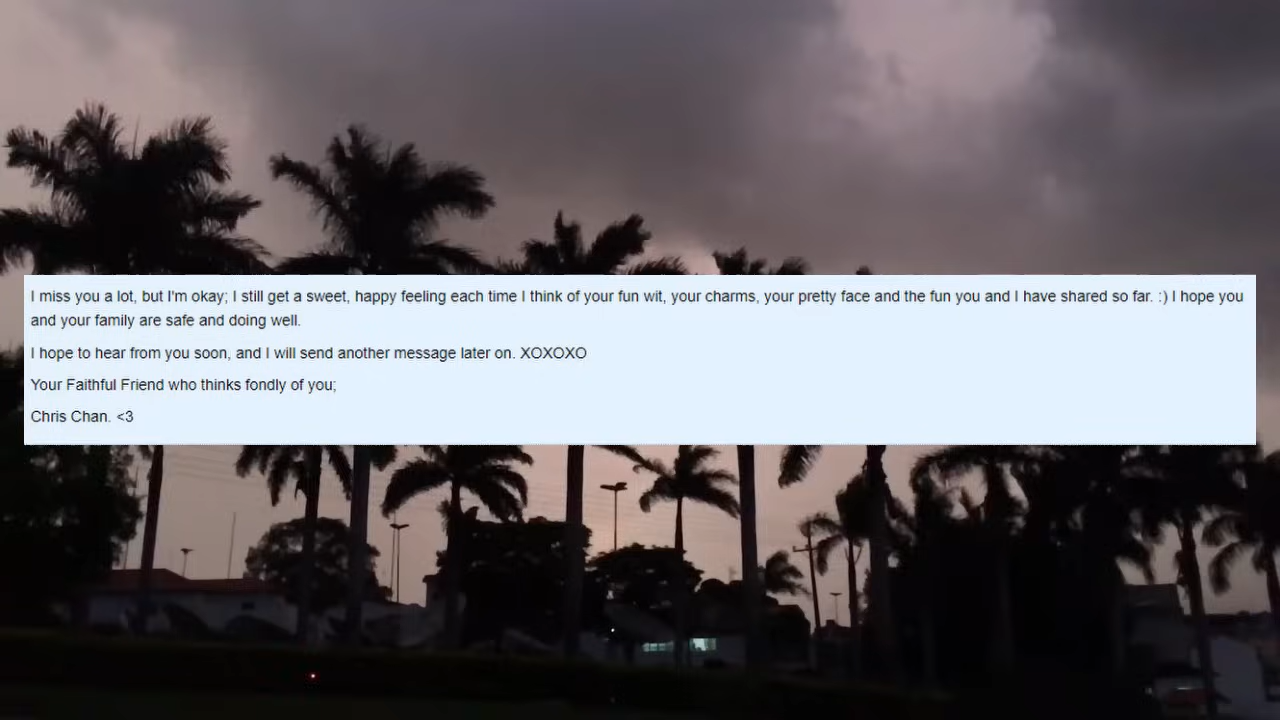 I miss you a lot, but I'm okay; I still get a sweet, happy feeling each time I think of your fun wit, your charms, your pretty face and the fun you and I have shared so far. :) I hope you
and your family are safe and doing well.
I hope to hear from you soon, and I will send another message later on. XOXOXO
Your Faithful Friend who thinks fondly of you;
Chris Chan. <3